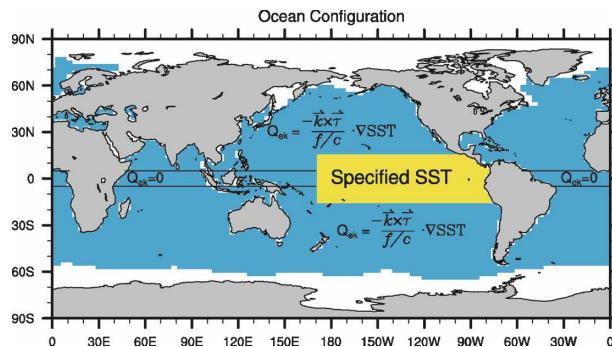 Ocean Configuration
90N
60N
30N
0
30S
60S
90S
Q_ek = -k⃗×τ⃗ / (f/c) · ∇SST
Specified SST
Q_ek=0
Q_ek=0
Q_ek = -k⃗×τ⃗ / (f/c) · ∇SST
0 30E 60E 90E 120E 150E 180 150W 120W 90W 60W 30W 0